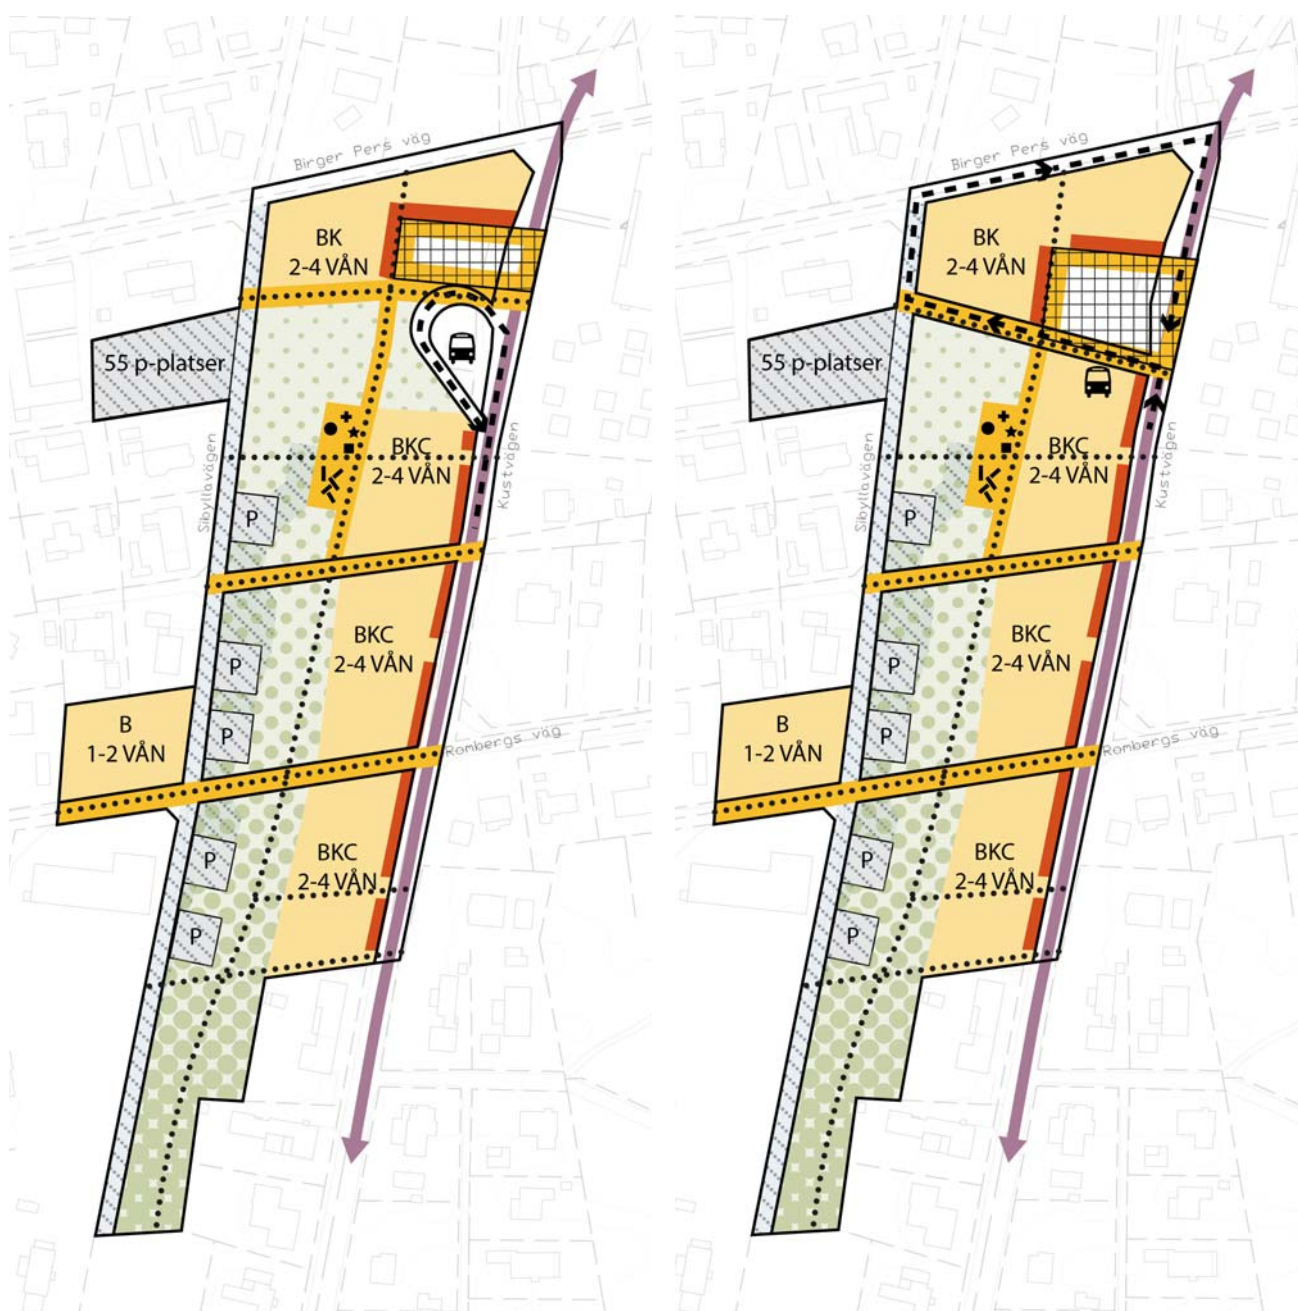 Birger Pers väg
BK
2-4 VÅN
55 p-platser
BKC
2-4 VÅN
Sibyllavägen
Kustvägen
P
BKC
2-4 VÅN
P
B
1-2 VÅN
P
Rombergs väg
BKC
2-4 VÅN
P
P
Birger Pers väg
BK
2-4 VÅN
55 p-platser
BKC
2-4 VÅN
Sibyllavägen
Kustvägen
P
BKC
2-4 VÅN
P
B
1-2 VÅN
P
Rombergs väg
BKC
2-4 VÅN
P
P